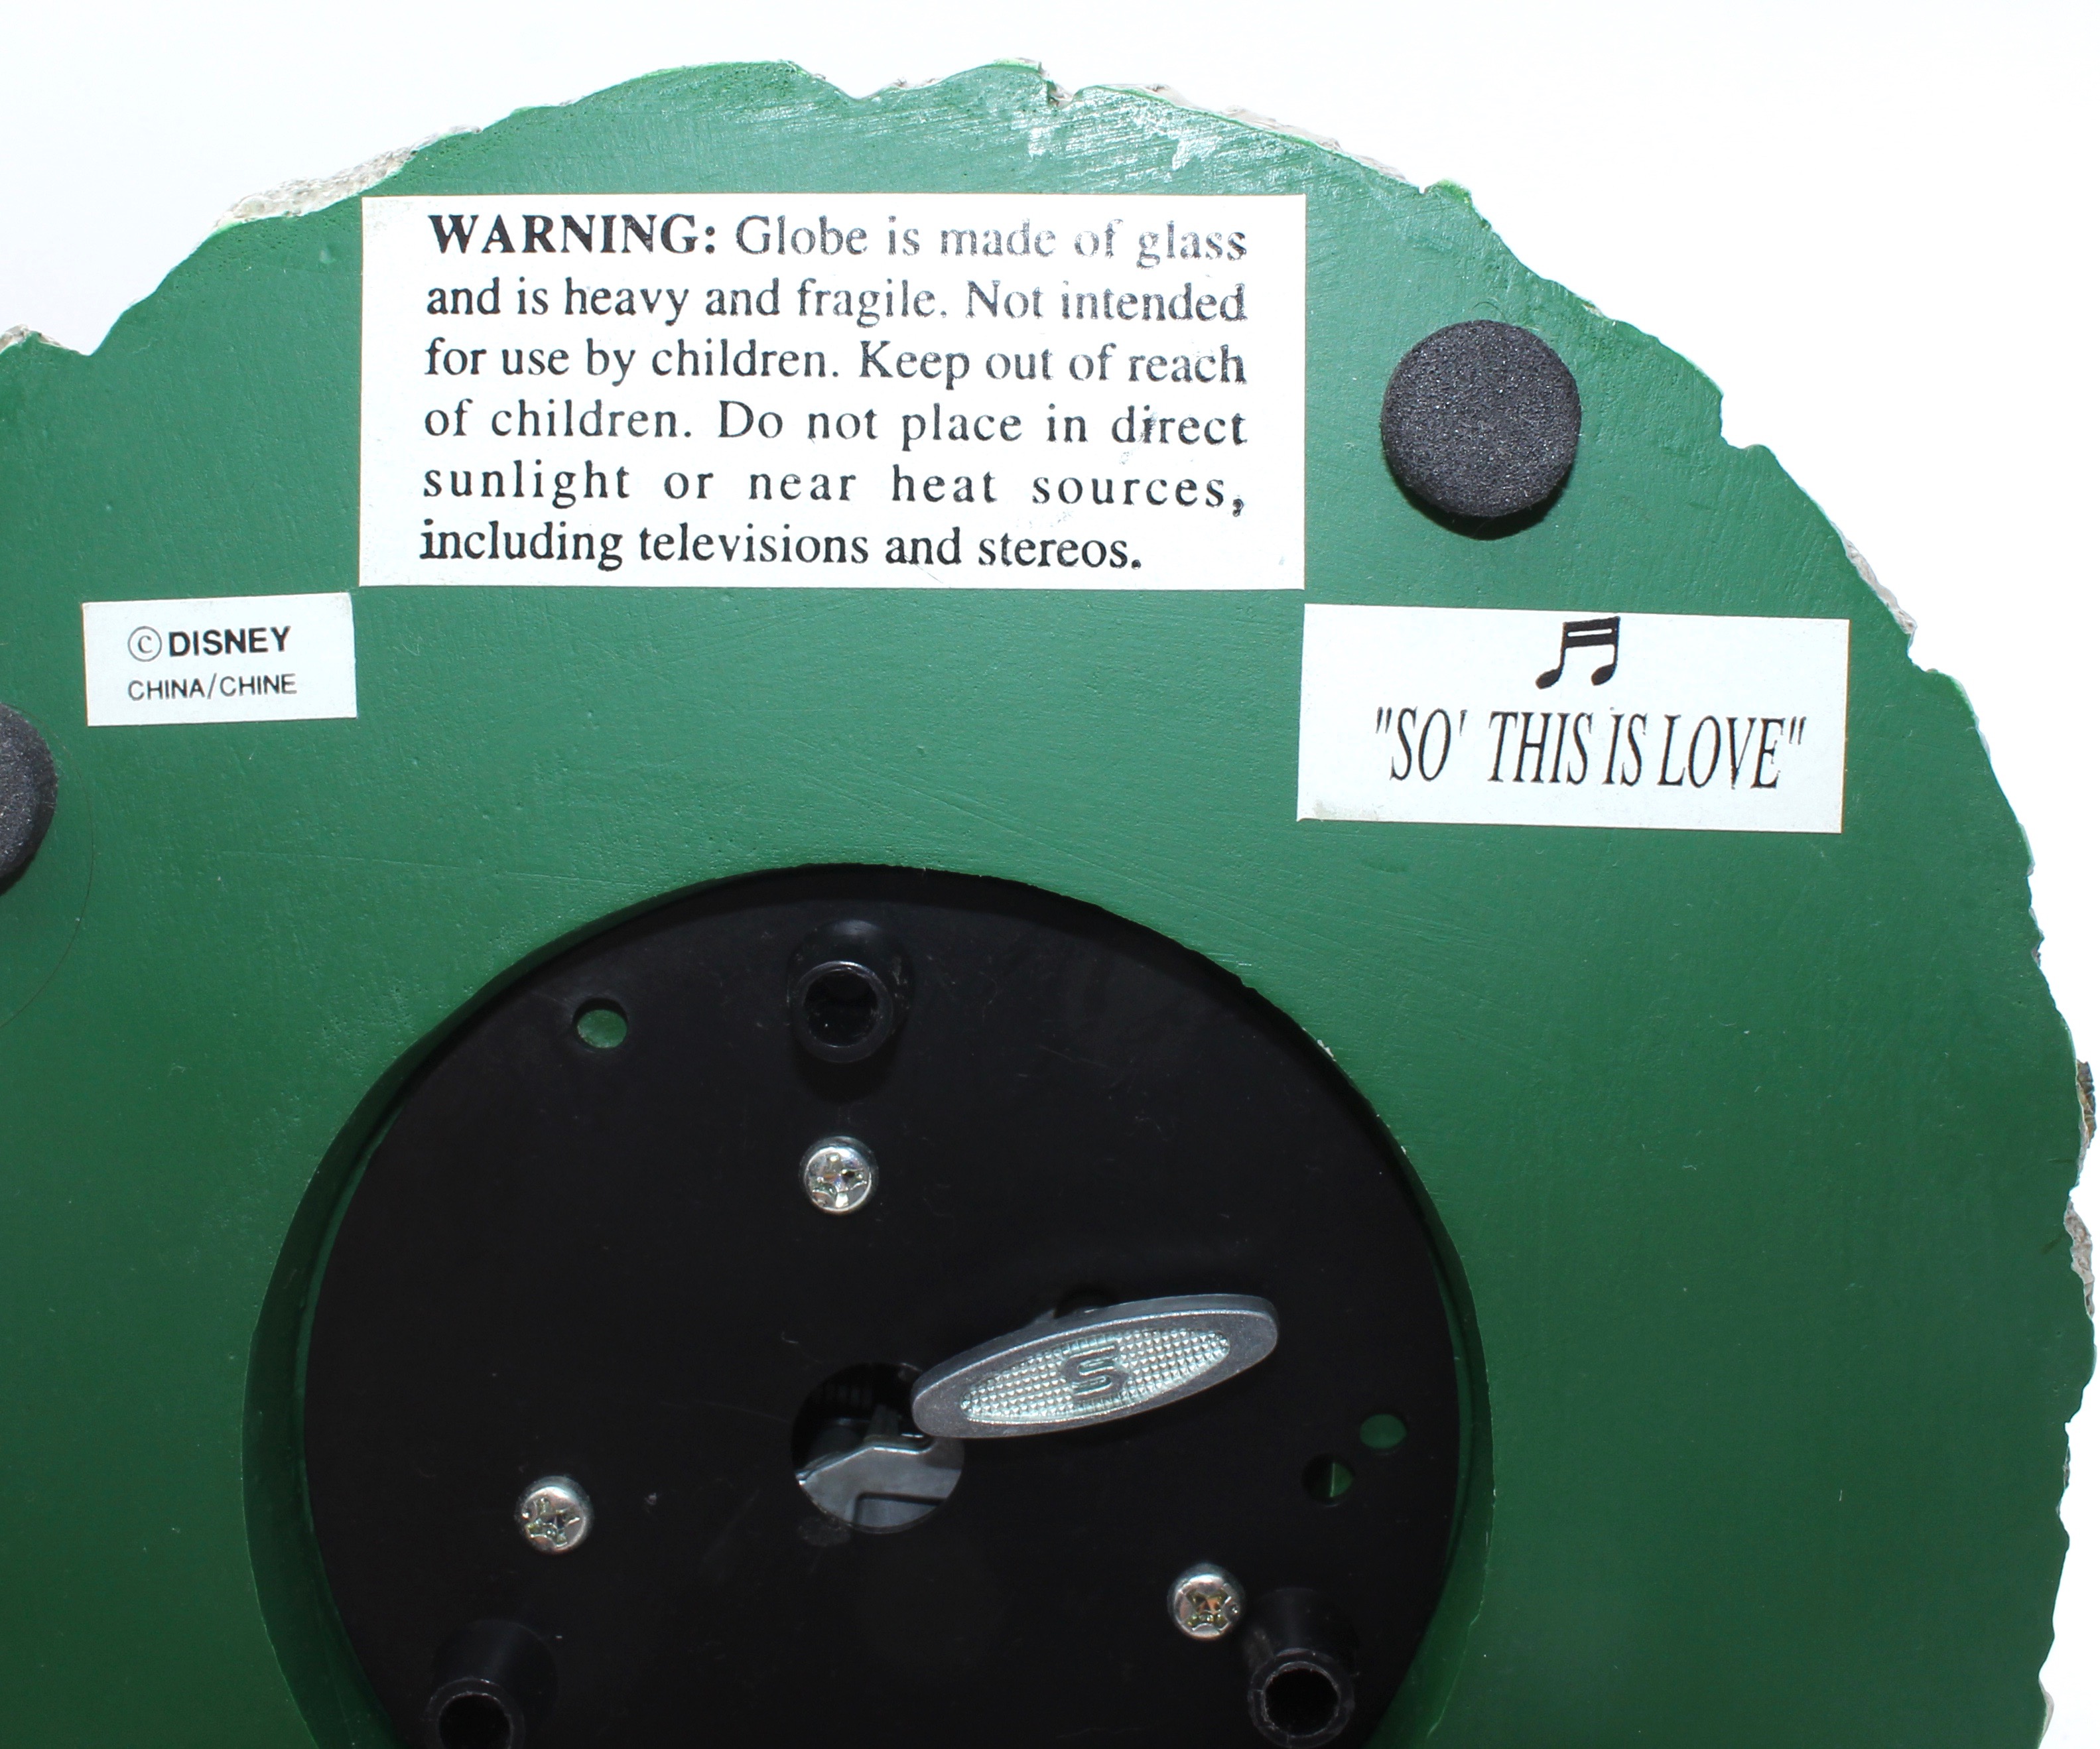 WARNING: Globe is made of glass
and is heavy and fragile. Not intended
for use by children. Keep out of reach
of children. Do not place in direct
sunlight or near heat sources,
including televisions and stereos.
©DISNEY
CHINA/CHINE
"SO' THIS IS LOVE"
S